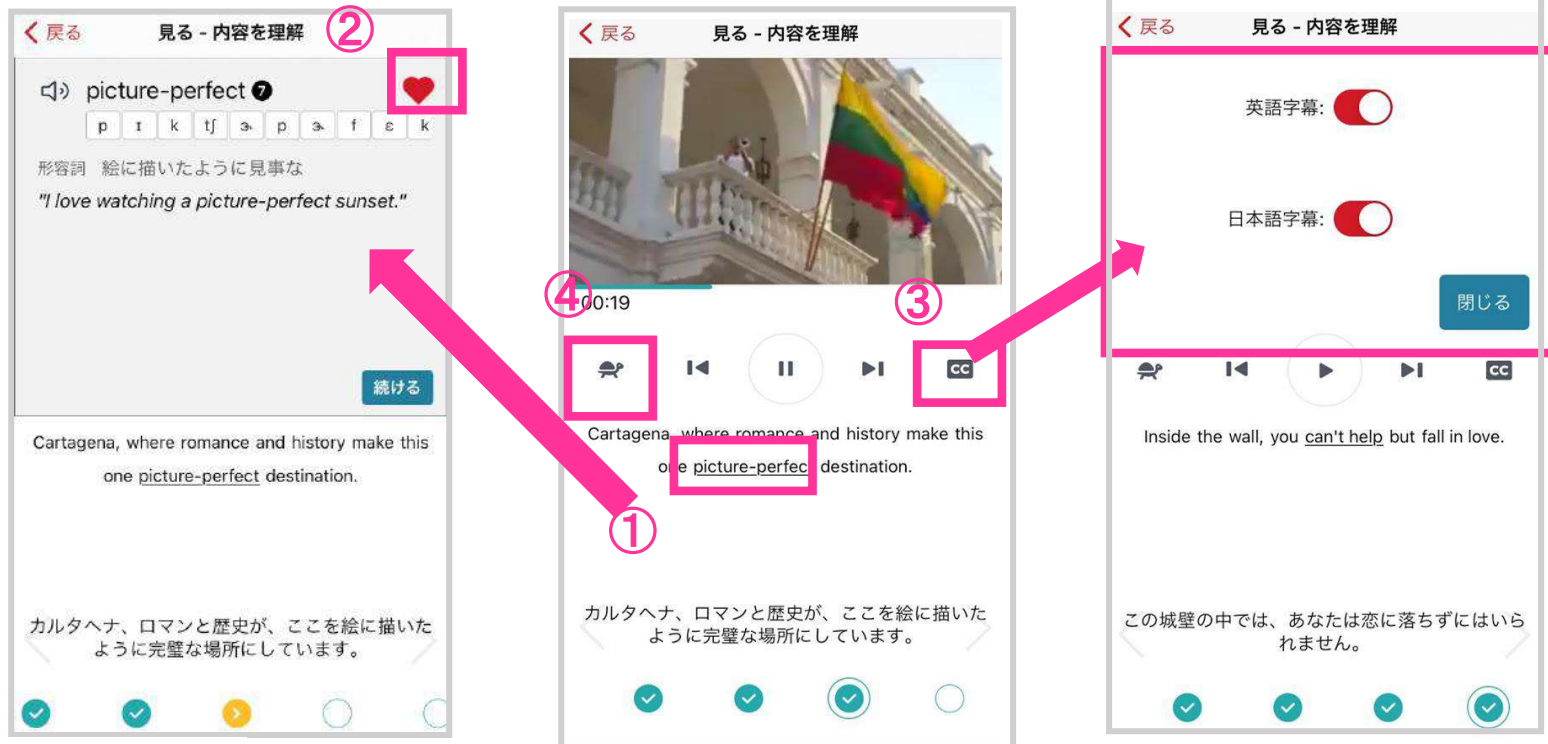 戻る
見る - 内容を理解
②
picture-perfect 7
p ɪ k tʃ ɚ p ɚ f ɛ k
形容詞 絵に描いたように見事な
"I love watching a picture-perfect sunset."
続ける
Cartagena, where romance and history make this
one picture-perfect destination.
カルタヘナ、ロマンと歴史が、ここを絵に描いた
ように完璧な場所にしています。
戻る
見る - 内容を理解
④
00:19
③
CC
Cartagena, where romance and history make this
one picture-perfect destination.
①
カルタヘナ、ロマンと歴史が、ここを絵に描いた
ように完璧な場所にしています。
戻る
見る - 内容を理解
英語字幕:
日本語字幕:
閉じる
CC
Inside the wall, you can't help but fall in love.
この城壁の中では、あなたは恋に落ちずにはいら
れません。